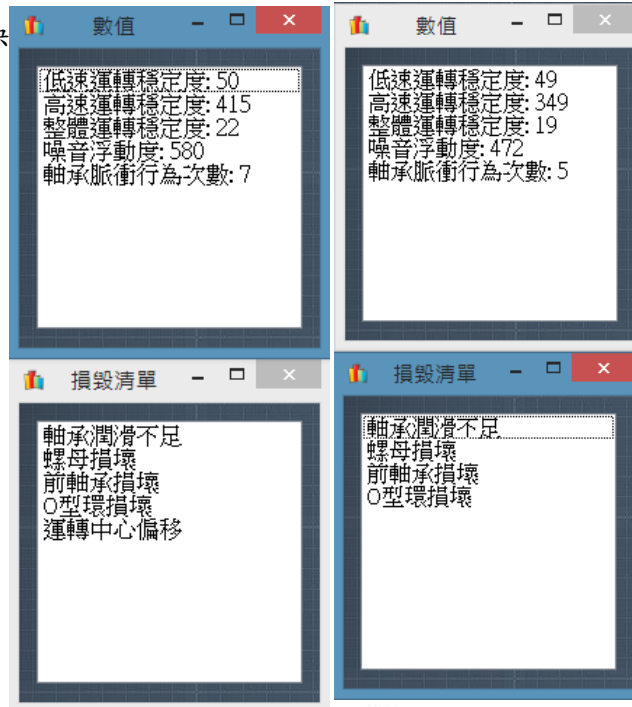 數值
低速運轉穩定度: 50
高速運轉穩定度: 415
整體運轉穩定度: 22
噪音浮動度: 580
軸承脈衝行為次數: 7
數值
低速運轉穩定度: 49
高速運轉穩定度: 349
整體運轉穩定度: 19
噪音浮動度: 472
軸承脈衝行為次數: 5
損毀清單
軸承潤滑不足
螺母損壞
前軸承損壞
O型環損壞
運轉中心偏移
損毀清單
軸承潤滑不足
螺母損壞
前軸承損壞
O型環損壞